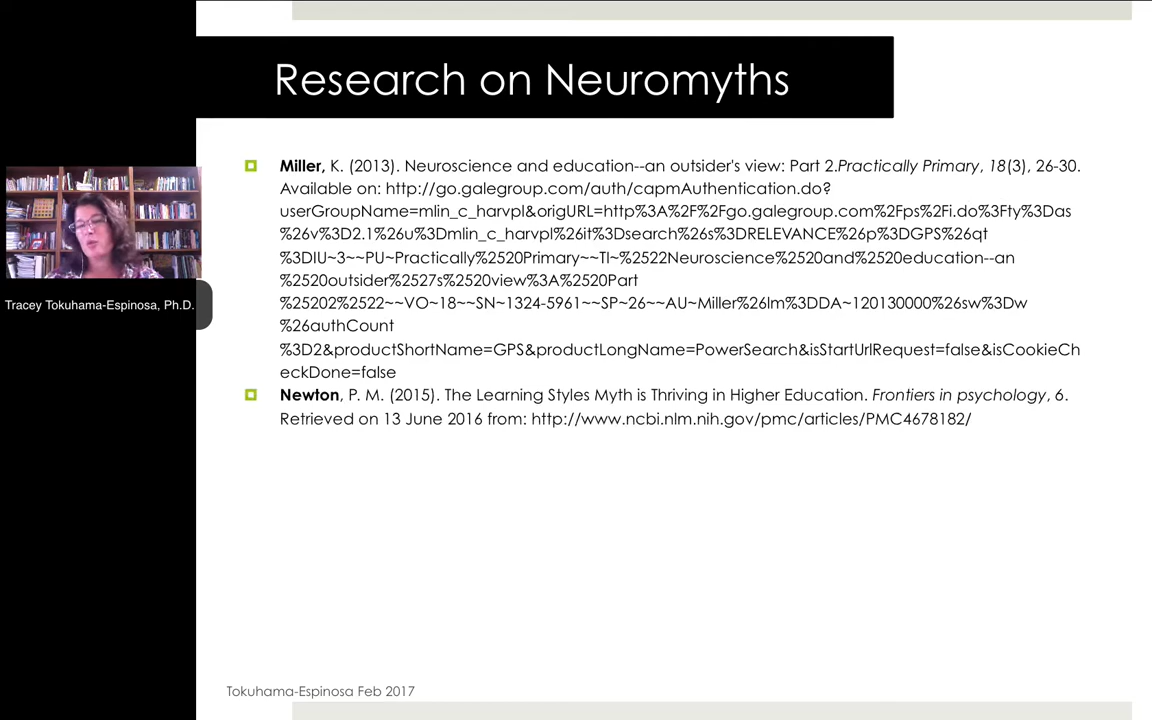 Research on Neuromyths
Miller, K. (2013). Neuroscience and education--an outsider's view: Part 2.Practically Primary, 18(3), 26-30.
Available on: http://go.galegroup.com/auth/capmAuthentication.do?
userGroupName=mlin_c_harvpl&origURL=http%3A%2F%2Fgo.galegroup.com%2Fps%2Fi.do%3Fty%3Das
%26v%3D2.1%26u%3Dmlin_c_harvpl%26it%3Dsearch%26s%3DRELEVANCE%26p%3DGPS%26qt
%3DIU~3~~PU~Practically%2520Primary~~TI~%2522Neuroscience%2520and%2520education--an
%2520outsider%2527s%2520view%3A%2520Part
%25202%2522~~VO~18~~SN~1324-5961~~SP~26~~AU~Miller%26lm%3DDA~120130000%26sw%3Dw
%26authCount
%3D2&productShortName=GPS&productLongName=PowerSearch&isStartUrlRequest=false&isCookieCh
eckDone=false
Newton, P. M. (2015). The Learning Styles Myth is Thriving in Higher Education. Frontiers in psychology, 6.
Retrieved on 13 June 2016 from: http://www.ncbi.nlm.nih.gov/pmc/articles/PMC4678182/
Tracey Tokuhama-Espinosa, Ph.D.
Tokuhama-Espinosa Feb 2017